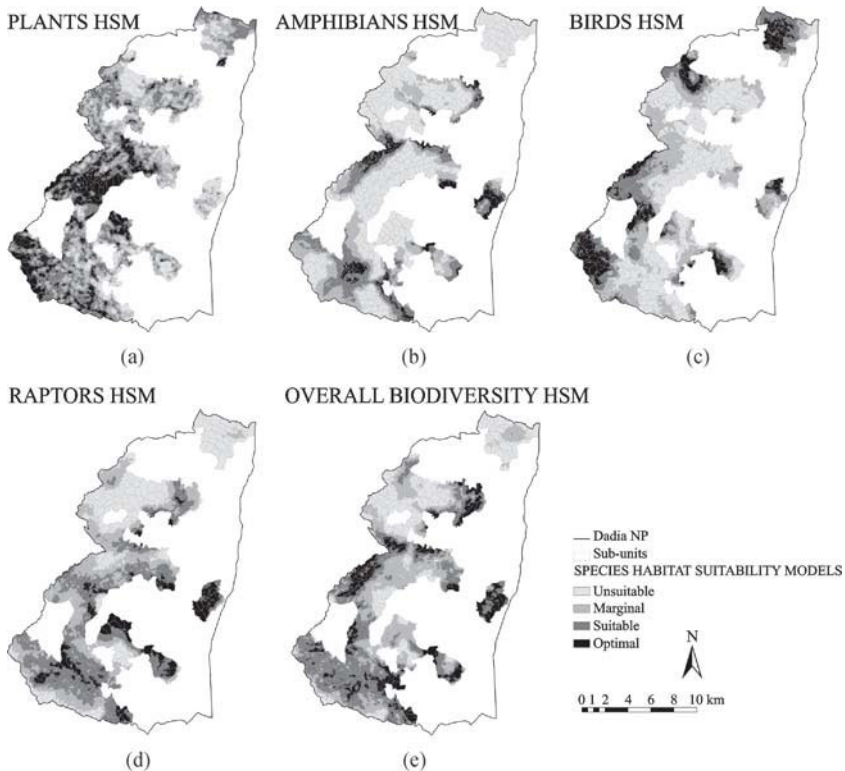 PLANTS HSM
AMPHIBIANS HSM
BIRDS HSM
(a)
(b)
(c)
RAPTORS HSM
OVERALL BIODIVERSITY HSM
Dadia NP
Sub-units
SPECIES HABITAT SUITABILITY MODELS
Unsuitable
Marginal
Suitable
Optimal
N
0 1 2 4 6 8 10 km
(d)
(e)